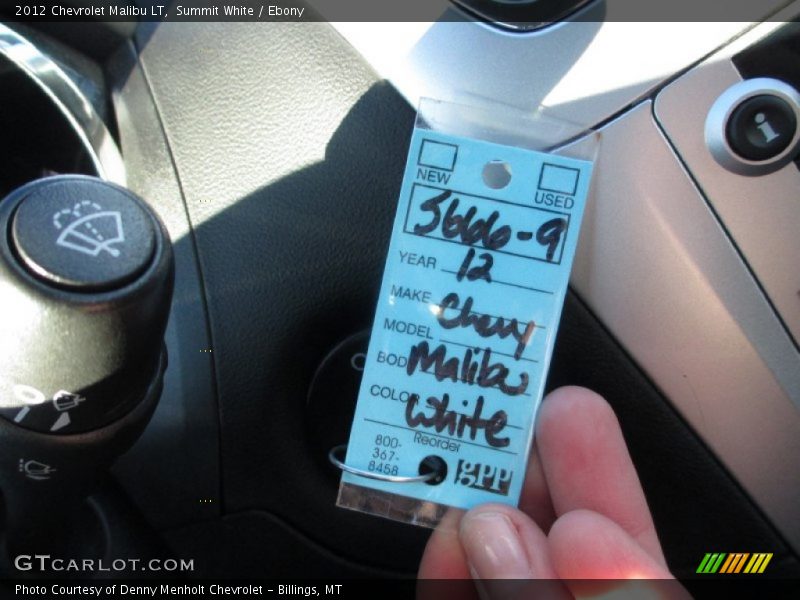 2012 Chevrolet Malibu LT, Summit White / Ebony
NEW
USED
5666-9
YEAR 12
MAKE Chevy
MODEL
BOD Malibu
COLOR White
Reorder
800-
367-
8458
gpp
i
GTCARLOT.COM
Photo Courtesy of Denny Menholt Chevrolet - Billings, MT